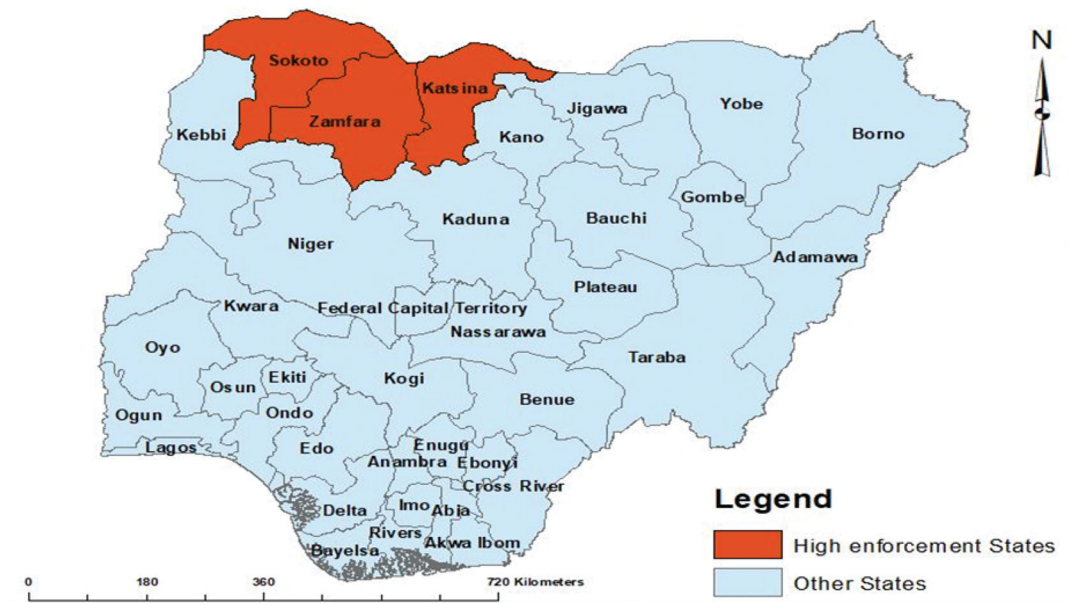 N
Sokoto
Katsina
Zamfara
Kebbi
Kano
Jigawa
Yobe
Borno
Gombe
Kaduna
Bauchi
Niger
Adamawa
Plateau
Kwara
Federal Capital Territory
Nassarawa
Oyo
Taraba
Ekiti
Kogi
Osun
Benue
Ogun
Ondo
Lagos
Edo
Enugu
Anambra
Ebonyi
Cross River
Delta
Imo
Abia
Rivers
Akwa Ibom
Bayelsa
Legend
High enforcement States
Other States
0 180 360 720 Kilometers